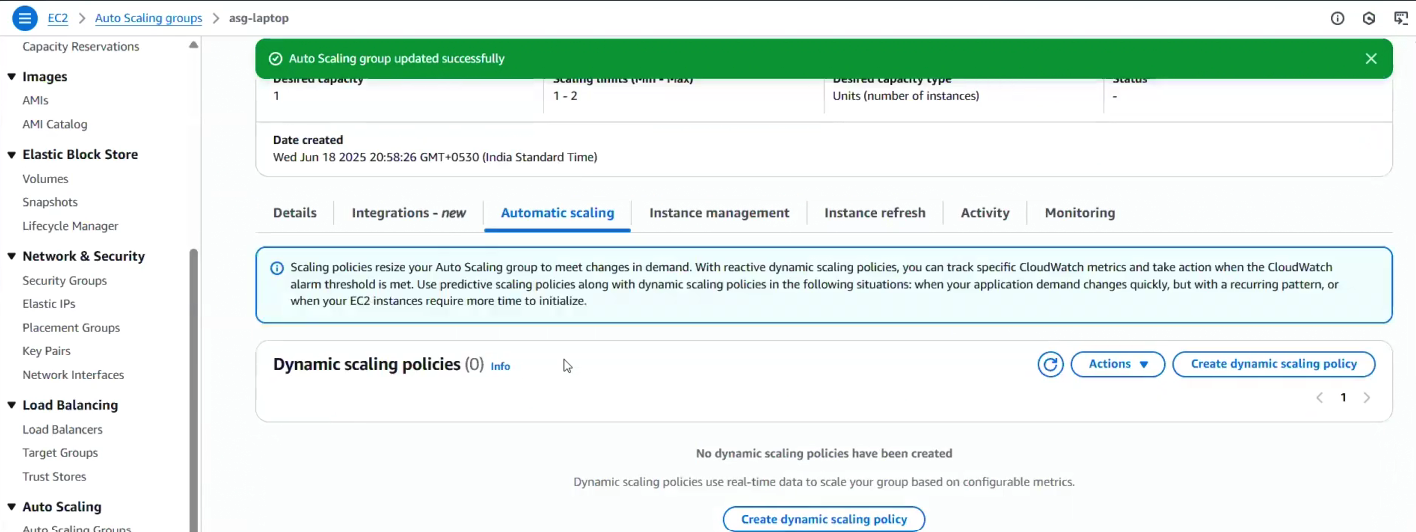 EC2 > Auto Scaling groups > asg-laptop
Capacity Reservations
Images
AMIs
AMI Catalog
Elastic Block Store
Volumes
Snapshots
Lifecycle Manager
Network & Security
Security Groups
Elastic IPs
Placement Groups
Key Pairs
Network Interfaces
Load Balancing
Load Balancers
Target Groups
Trust Stores
Auto Scaling
Auto Scaling Groups
Auto Scaling group updated successfully
Desired capacity
1
Scaling limits (Min - Max)
1 - 2
Desired capacity type
Units (number of instances)
Status
-
Date created
Wed Jun 18 2025 20:58:26 GMT+0530 (India Standard Time)
Details
Integrations - new
Automatic scaling
Instance management
Instance refresh
Activity
Monitoring
Scaling policies resize your Auto Scaling group to meet changes in demand. With reactive dynamic scaling policies, you can track specific CloudWatch metrics and take action when the CloudWatch
alarm threshold is met. Use predictive scaling policies along with dynamic scaling policies in the following situations: when your application demand changes quickly, but with a recurring pattern, or
when your EC2 instances require more time to initialize.
Dynamic scaling policies (0) Info
Actions
Create dynamic scaling policy
1
No dynamic scaling policies have been created
Dynamic scaling policies use real-time data to scale your group based on configurable metrics.
Create dynamic scaling policy